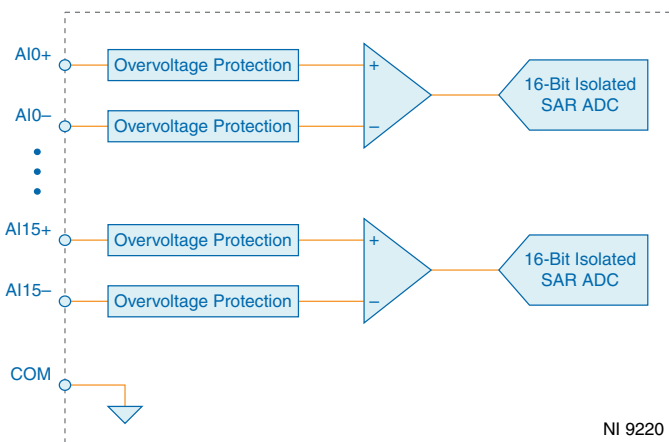 AI0+
Overvoltage Protection
+
16-Bit Isolated
SAR ADC
AI0–
Overvoltage Protection
–
AI15+
Overvoltage Protection
+
16-Bit Isolated
SAR ADC
AI15–
Overvoltage Protection
–
COM
NI 9220